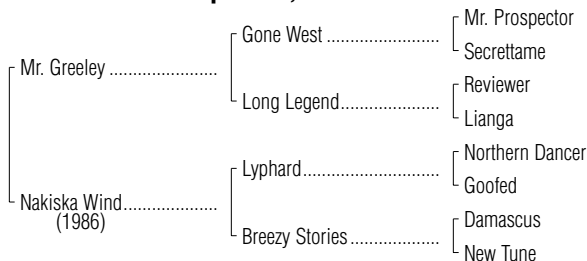 Mr. Prospector
Gone West
Secrettame
Mr. Greeley
Reviewer
Long Legend
Lianga
Northern Dancer
Lyphard
Goofed
Nakiska Wind
(1986)
Damascus
Breezy Stories
New Tune